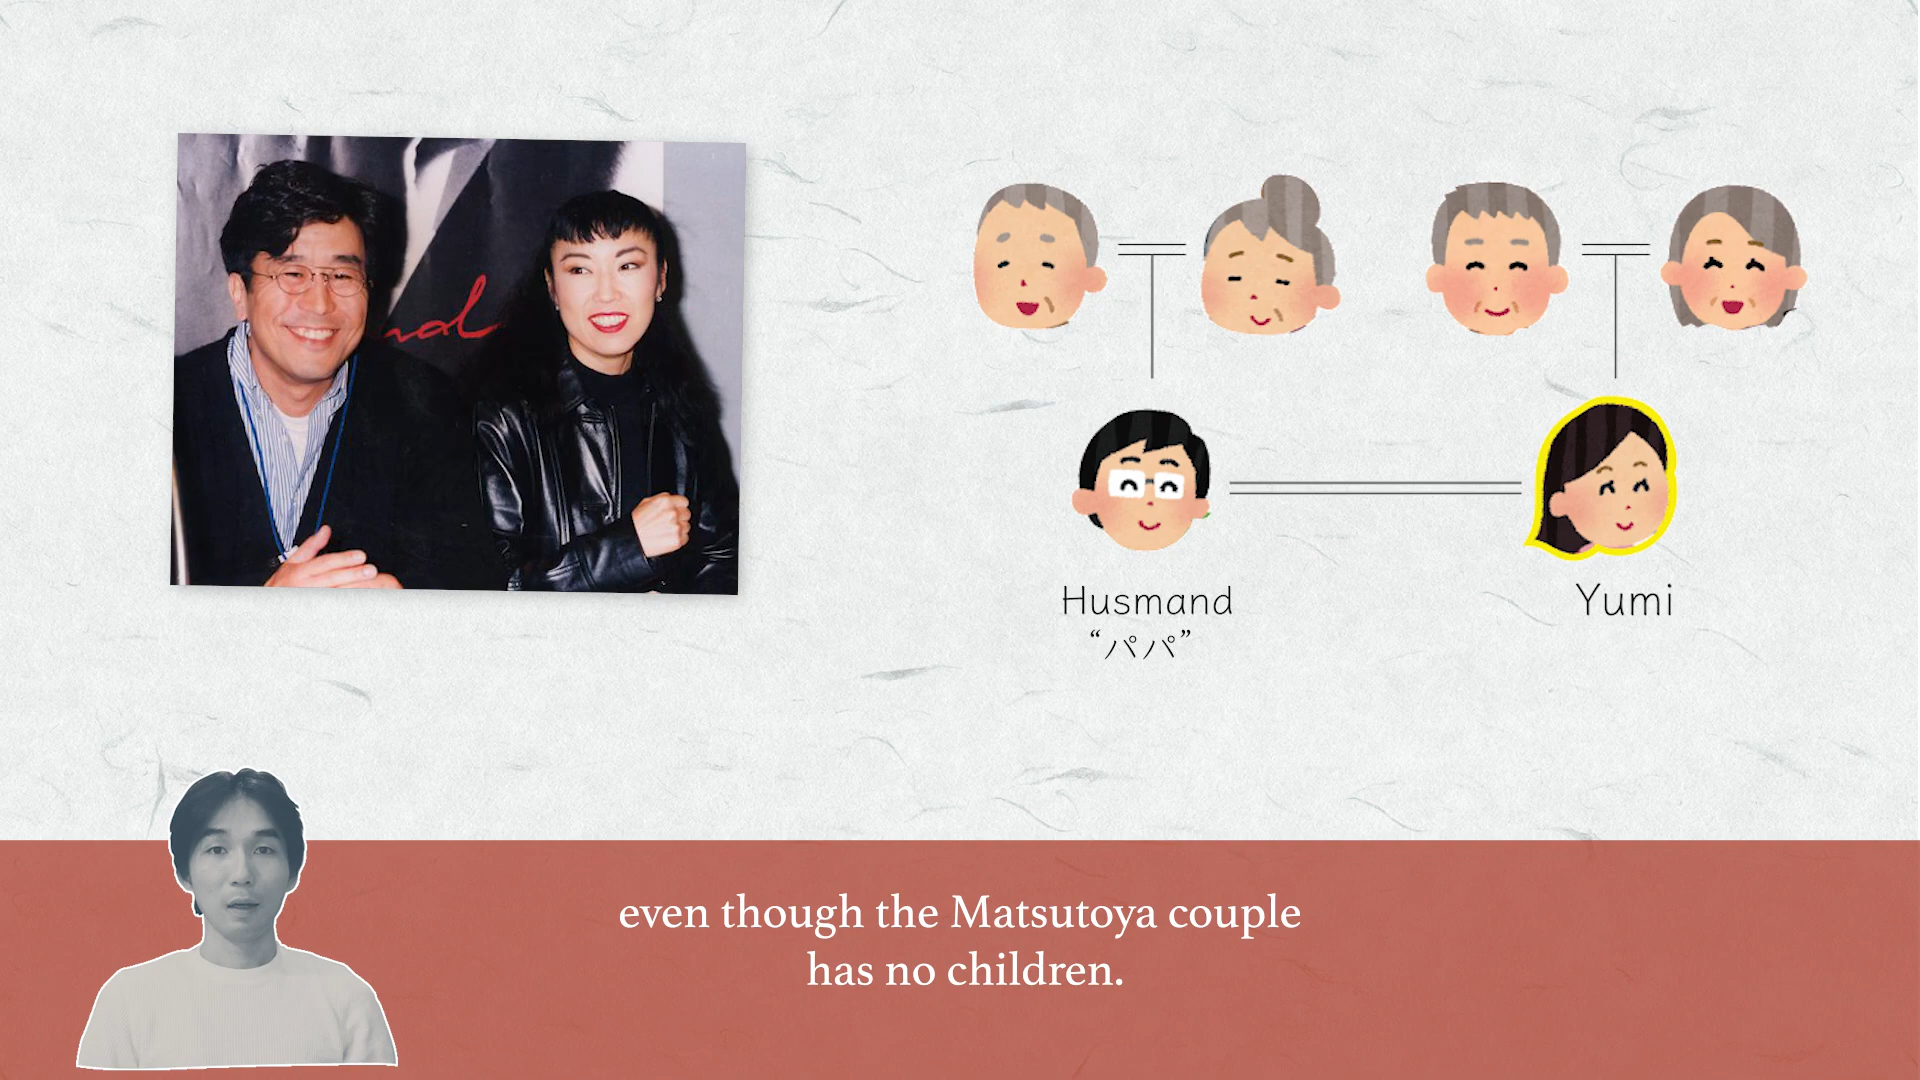 Husmand
“パパ”
Yumi
even though the Matsutoya couple
has no children.